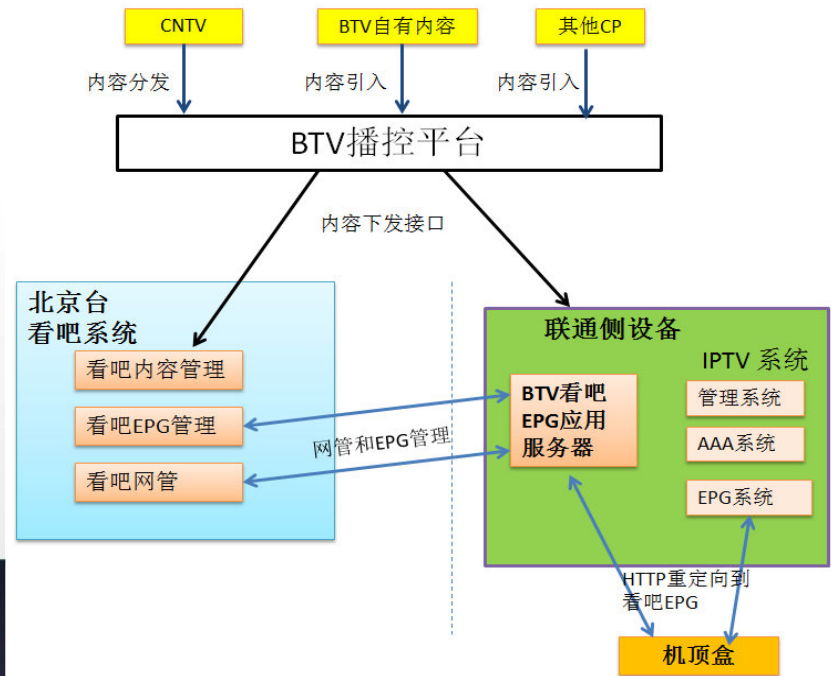 CNTV
BTV自有内容
其他CP
内容分发
内容引入
内容引入
BTV播控平台
内容下发接口
北京台
看吧系统
看吧内容管理
看吧EPG管理
看吧网管
网管和EPG管理
联通侧设备
IPTV 系统
BTV看吧
EPG应用
服务器
管理系统
AAA系统
EPG系统
HTTP重定向到
看吧EPG
机顶盒